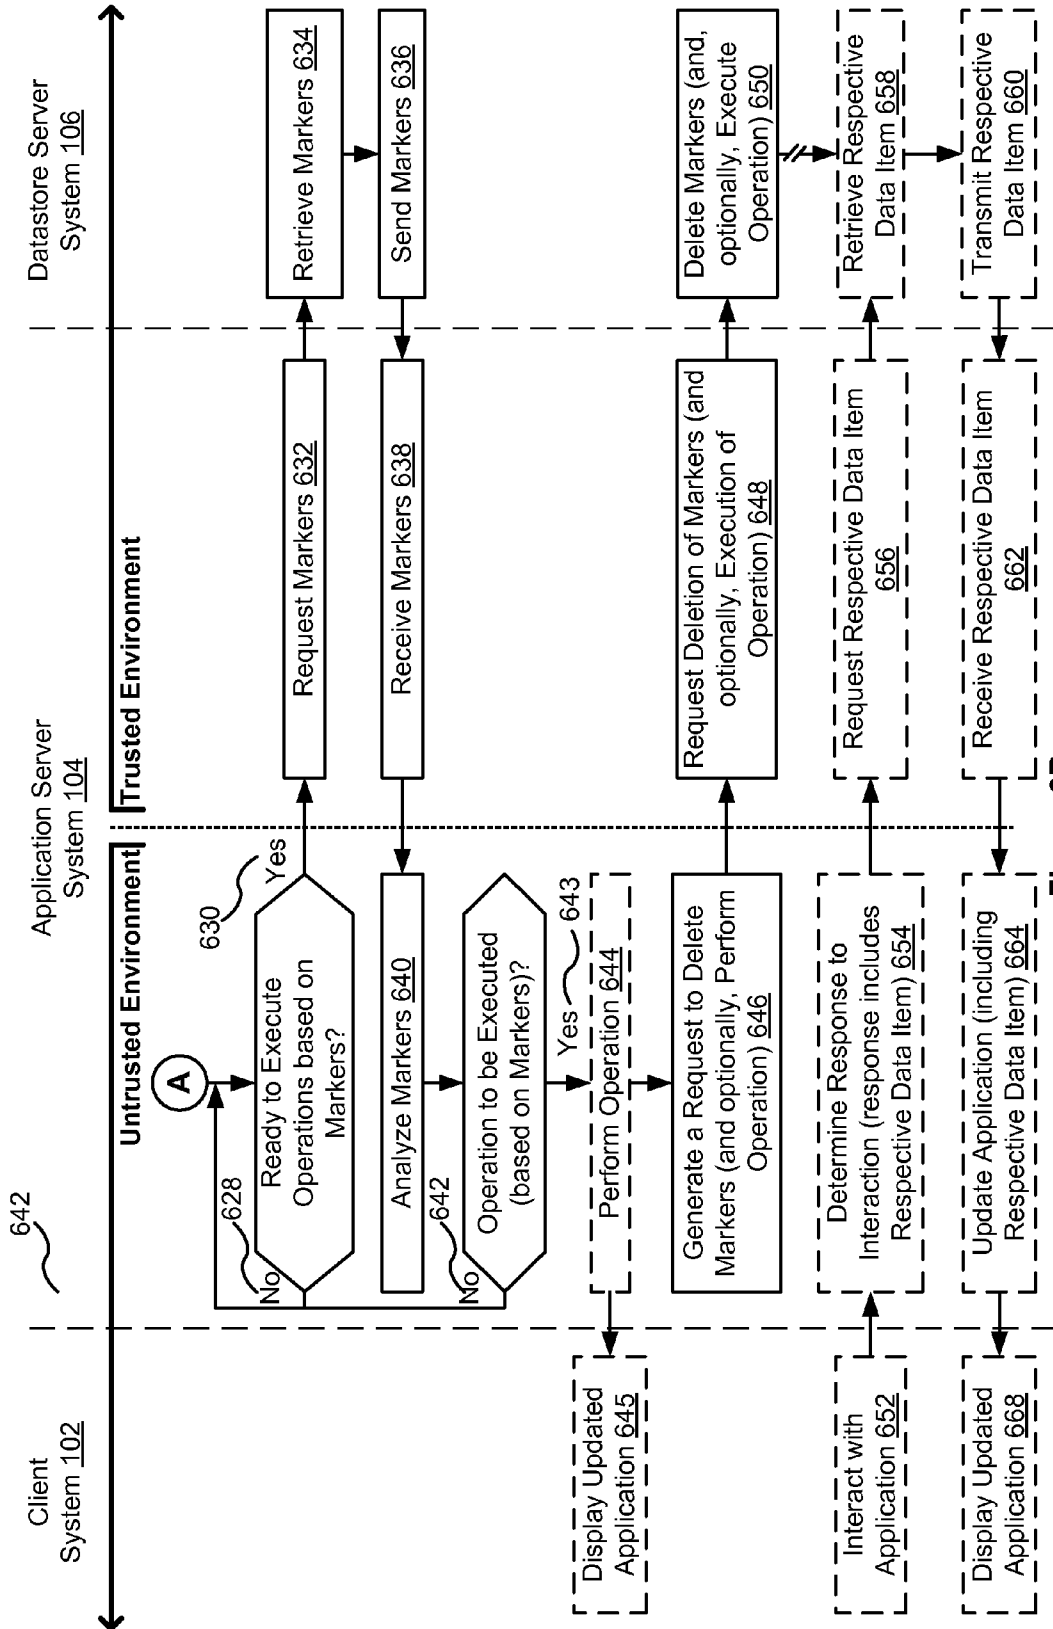 642
Client
System 102
Application Server
System 104
Datastore Server
System 106
Untrusted Environment
Trusted Environment
A
Ready to Execute
Operations based on
Markers?
No
628
630
Yes
Request Markers 632
Retrieve Markers 634
Send Markers 636
Receive Markers 638
Analyze Markers 640
Operation to be Executed
(based on Markers)?
No
642
Yes
643
Perform Operation 644
Display Updated
Application 645
Generate a Request to Delete
Markers (and optionally, Perform
Operation) 646
Request Deletion of Markers (and
optionally, Execution of
Operation) 648
Delete Markers (and,
optionally, Execute
Operation) 650
Interact with
Application 652
Determine Response to
Interaction (response includes
Respective Data Item) 654
Request Respective Data Item
656
Retrieve Respective
Data Item 658
Transmit Respective
Data Item 660
Receive Respective Data Item
662
Update Application (including
Respective Data Item) 664
Display Updated
Application 668